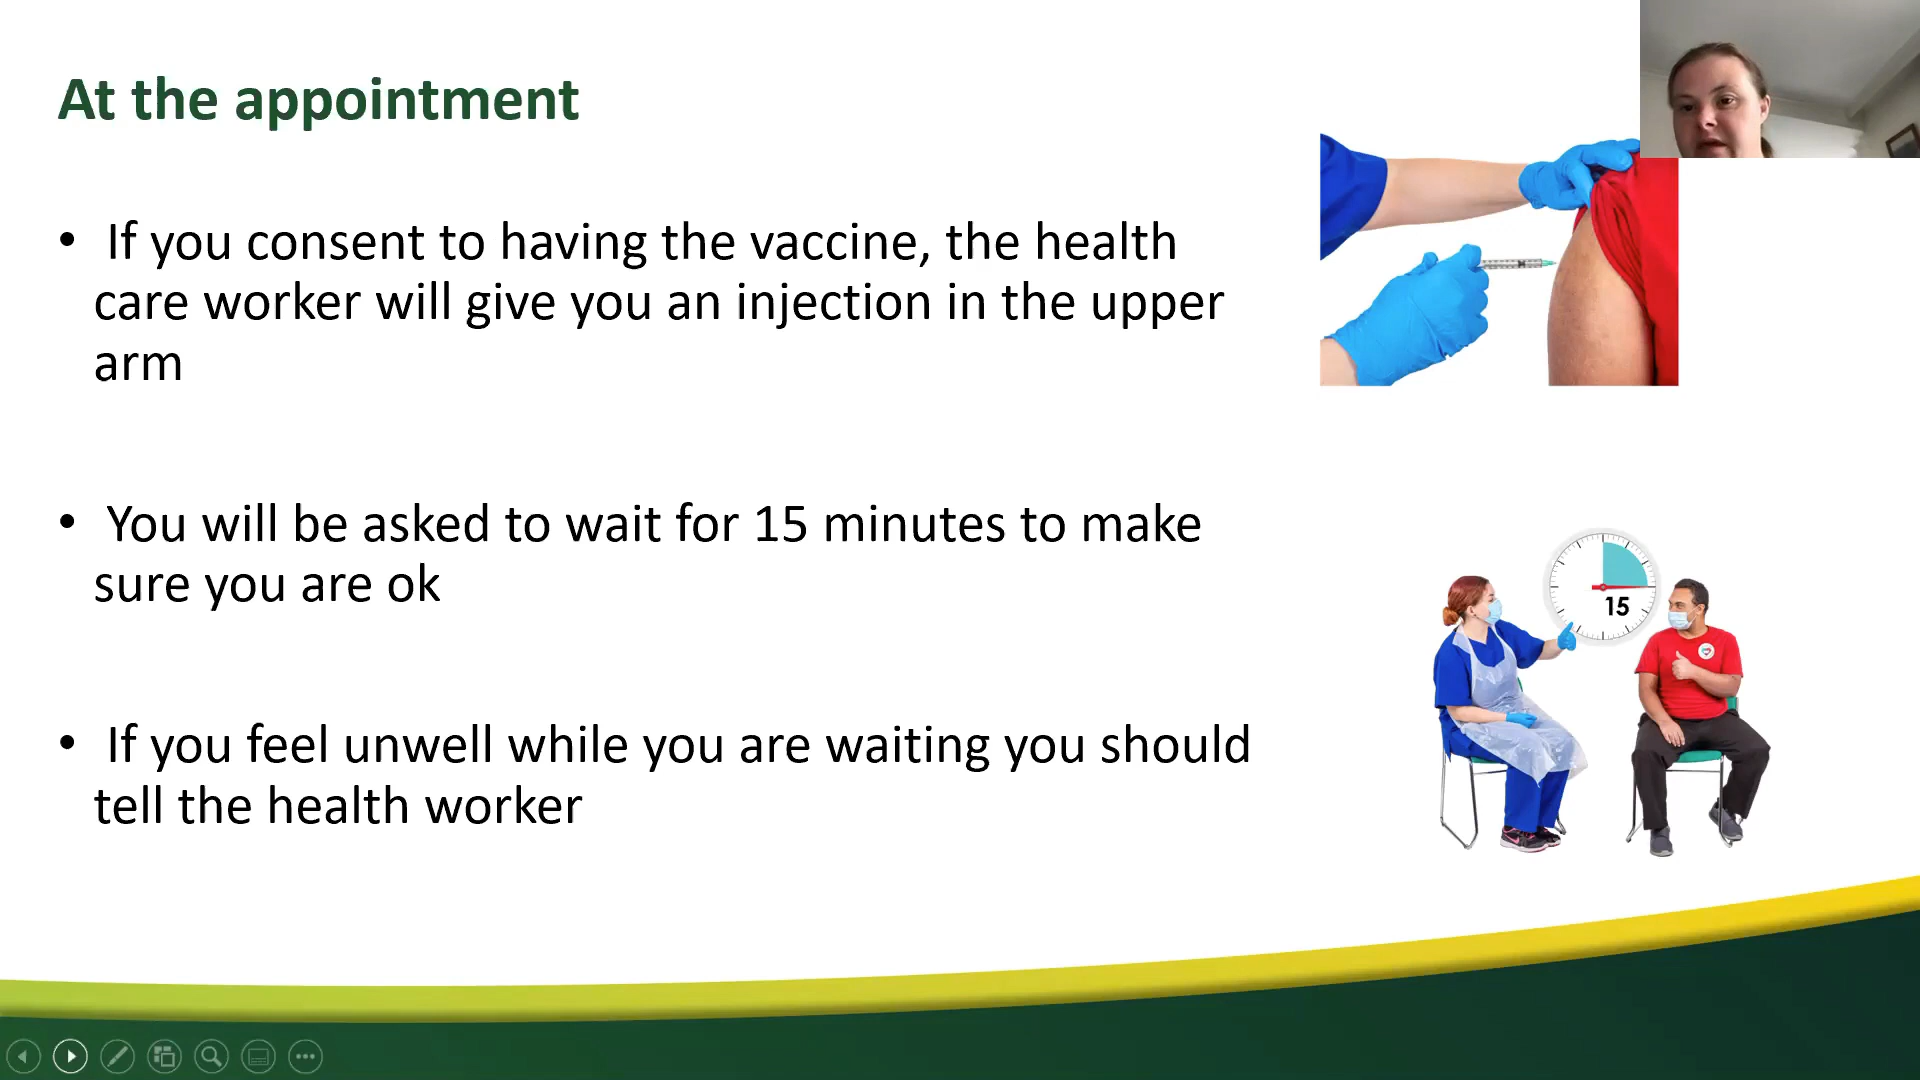 At the appointment
• If you consent to having the vaccine, the health
care worker will give you an injection in the upper
arm
• You will be asked to wait for 15 minutes to make
sure you are ok
15
• If you feel unwell while you are waiting you should
tell the health worker